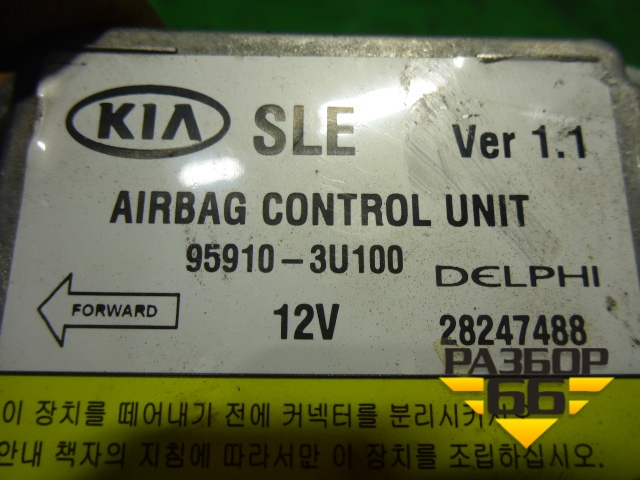 KIA SLE Ver 1.1
AIRBAG CONTROL UNIT
95910-3U100 DELPHI
FORWARD 12V 28247488
РАЗБОР
66
이 장치를 떼어내기 전에 커넥터를 분리시키시오
안내 책자의 지침에 따라서만 이 장치를 조립하십시오.